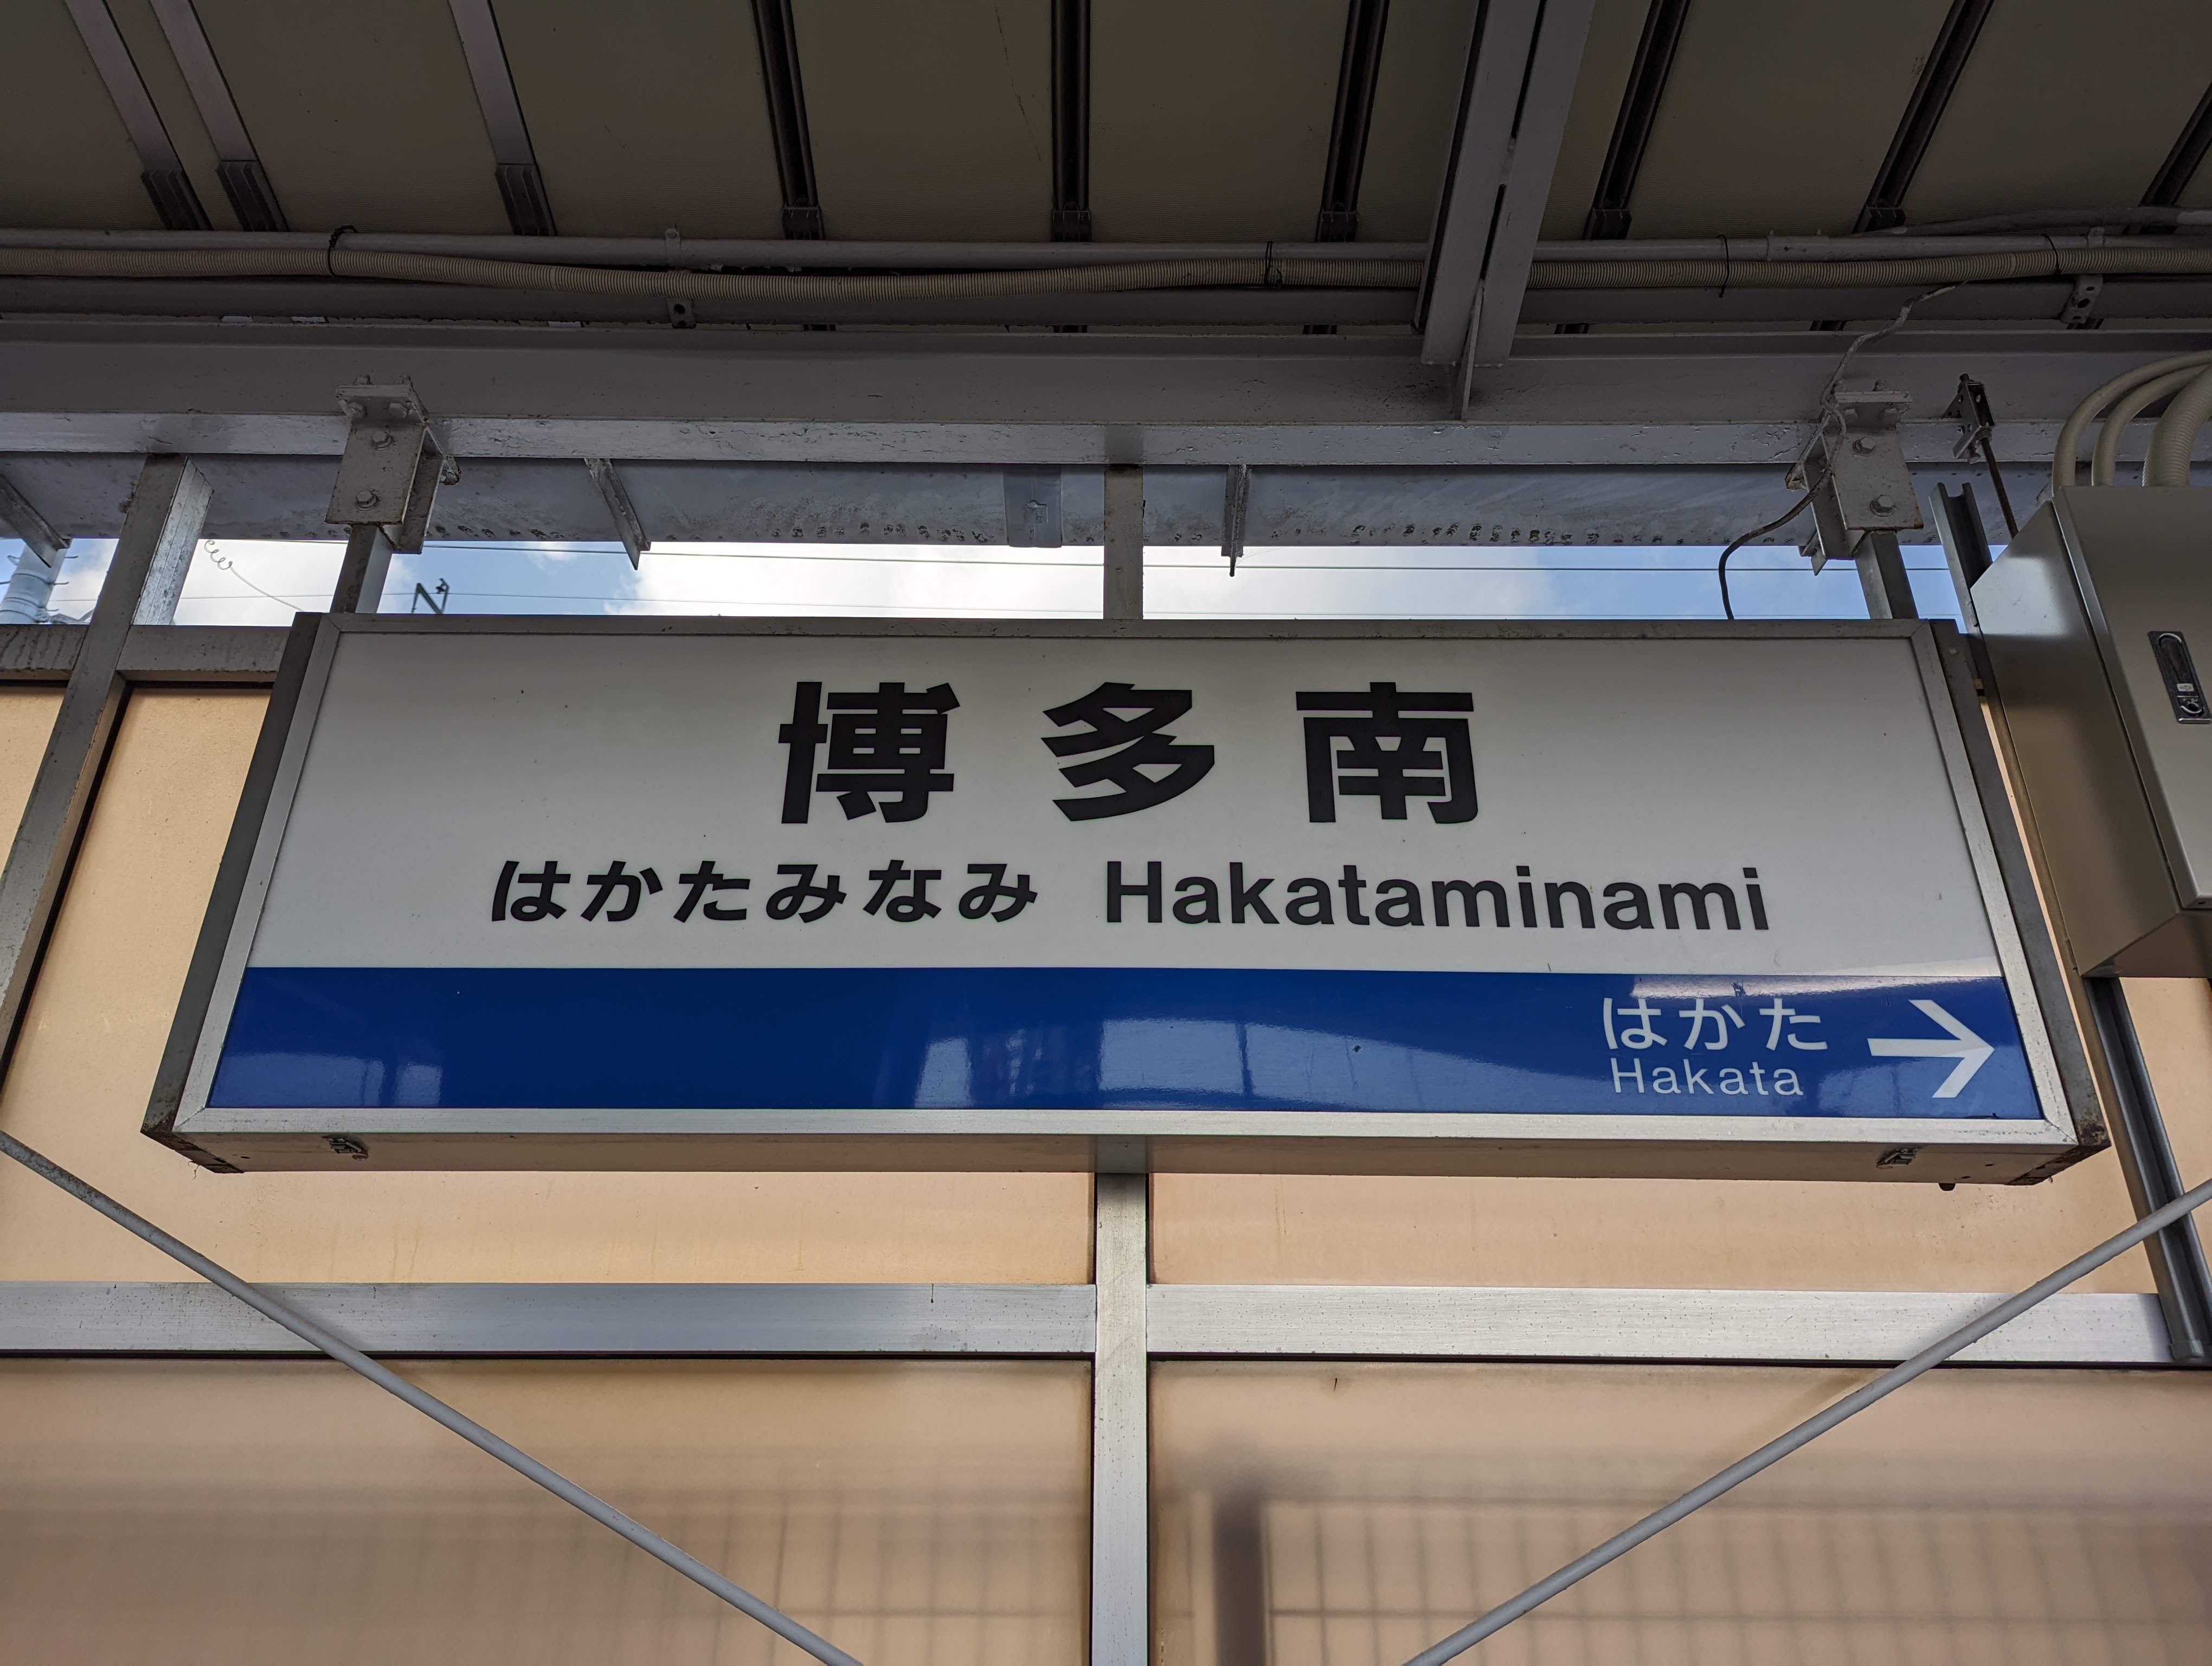 博多南
はかたみなみ Hakataminami
はかた →
Hakata